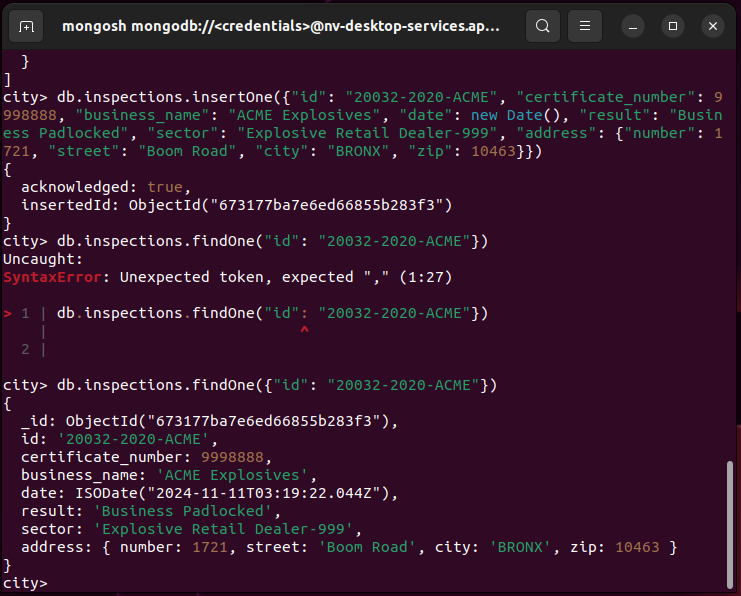 mongosh mongodb://<credentials>@nv-desktop-services.ap...
}
]
city> db.inspections.insertOne({"id": "20032-2020-ACME", "certificate_number": 9
998888, "business_name": "ACME Explosives", "date": new Date(), "result": "Busin
ess Padlocked", "sector": "Explosive Retail Dealer-999", "address": {"number": 1
721, "street": "Boom Road", "city": "BRONX", "zip": 10463}})
{
  acknowledged: true,
  insertedId: ObjectId("673177ba7e6ed66855b283f3")
}
city> db.inspections.findOne("id": "20032-2020-ACME"})
Uncaught:
SyntaxError: Unexpected token, expected "," (1:27)
> 1 | db.inspections.findOne("id": "20032-2020-ACME"})
    |                            ^
  2 |
city> db.inspections.findOne({"id": "20032-2020-ACME"})
{
  _id: ObjectId("673177ba7e6ed66855b283f3"),
  id: '20032-2020-ACME',
  certificate_number: 9998888,
  business_name: 'ACME Explosives',
  date: ISODate("2024-11-11T03:19:22.044Z"),
  result: 'Business Padlocked',
  sector: 'Explosive Retail Dealer-999',
  address: { number: 1721, street: 'Boom Road', city: 'BRONX', zip: 10463 }
}
city>